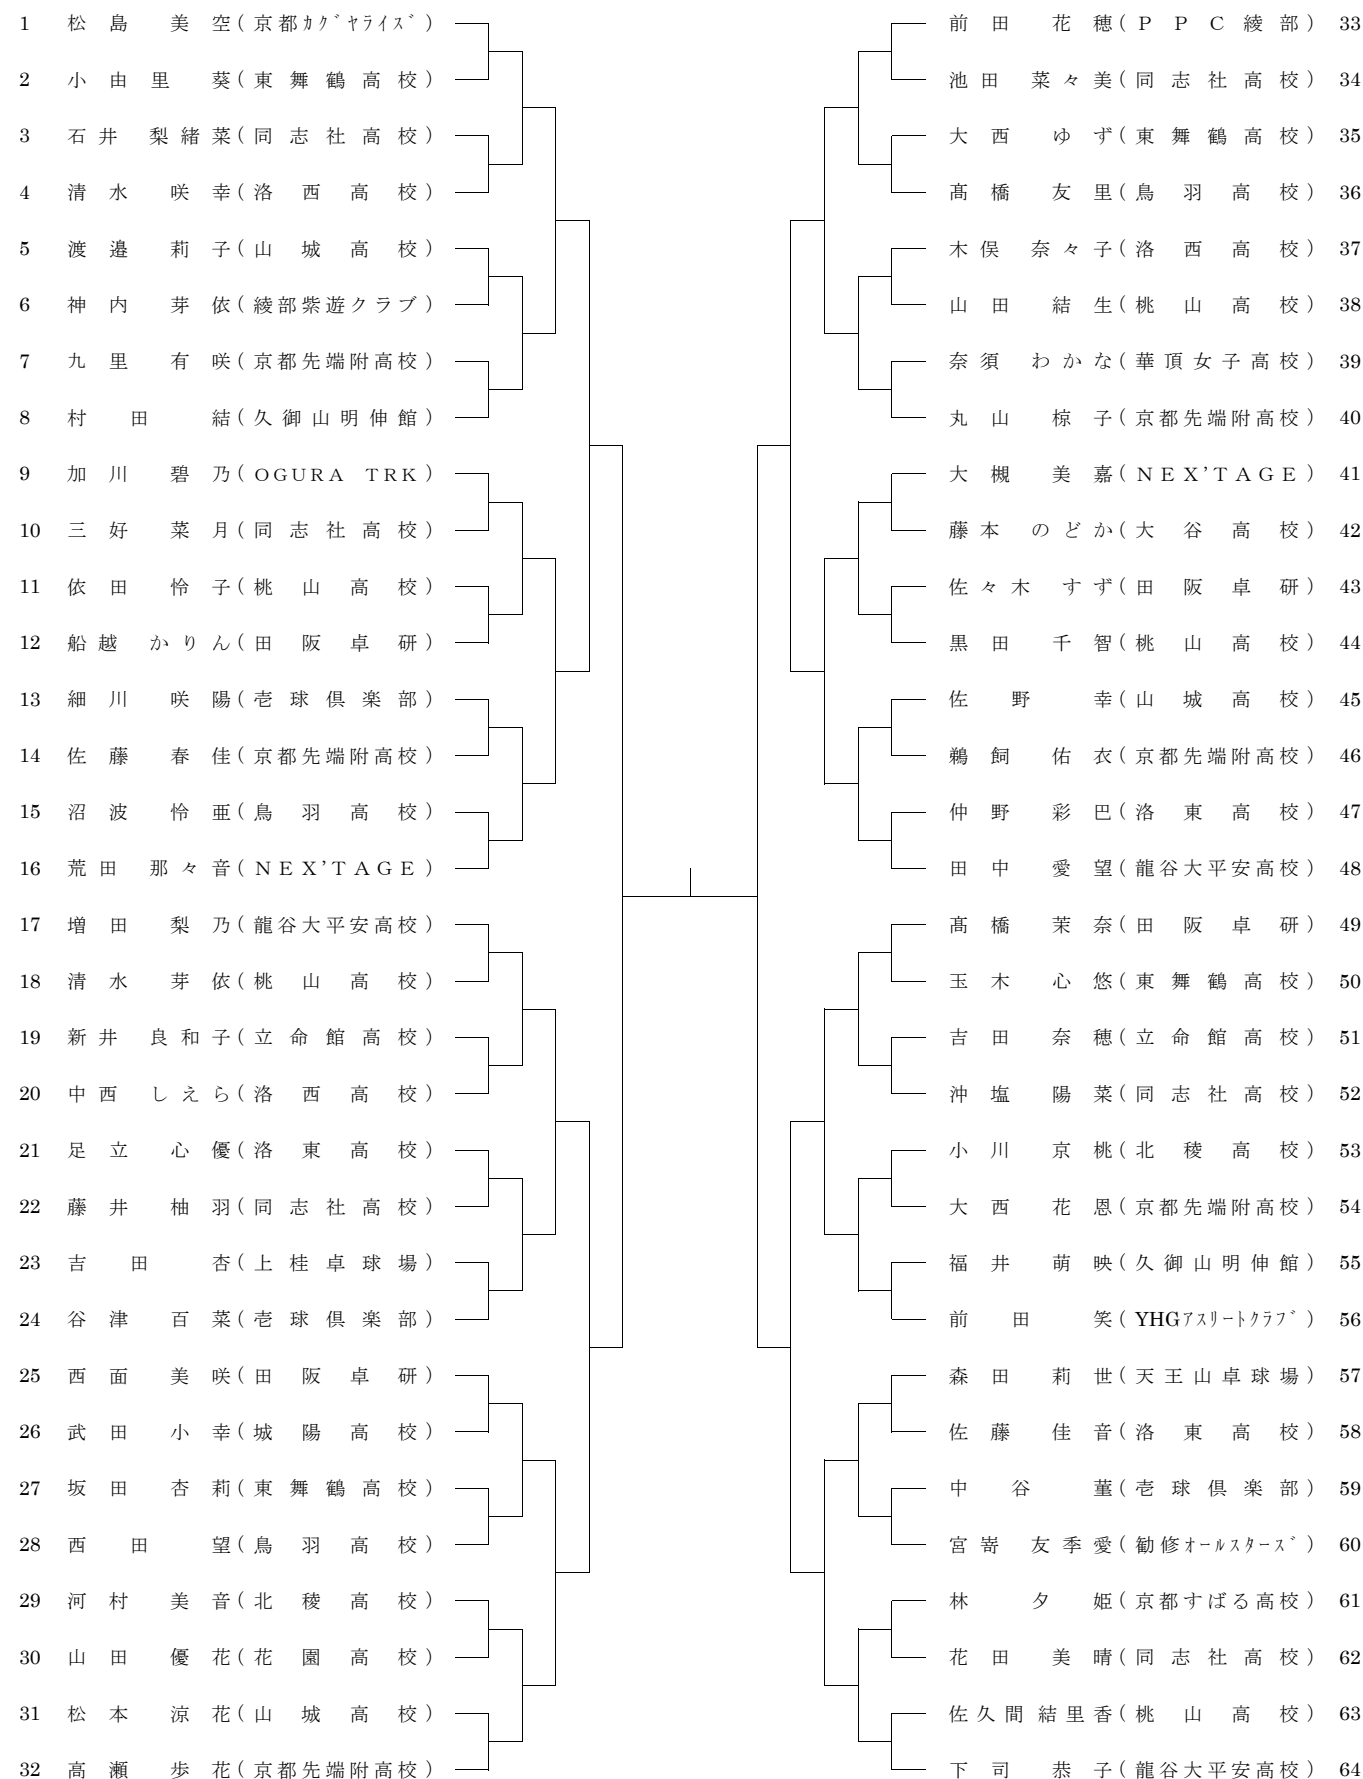 1 松島 美空(京都カグヤライズ)
2 小由里 葵(東舞鶴高校)
3 石井 梨緒菜(同志社高校)
4 清水 咲幸(洛西高校)
5 渡邉 莉子(山城高校)
6 神内 芽依(綾部紫遊クラブ)
7 九里 有咲(京都先端附高校)
8 村田 結(久御山明伸館)
9 加川 碧乃(OGURA TRK)
10 三好 菜月(同志社高校)
11 依田 怜子(桃山高校)
12 船越 かりん(田阪卓研)
13 細川 咲陽(壱球倶楽部)
14 佐藤 春佳(京都先端附高校)
15 沼波 怜亜(鳥羽高校)
16 荒田 那々音(NEX'TAGE)
17 増田 梨乃(龍谷大平安高校)
18 清水 芽依(桃山高校)
19 新井 良和子(立命館高校)
20 中西 しえら(洛西高校)
21 足立 心優(洛東高校)
22 藤井 柚羽(同志社高校)
23 吉田 杏(上桂卓球場)
24 谷津 百菜(壱球倶楽部)
25 西面 美咲(田阪卓研)
26 武田 小幸(城陽高校)
27 坂田 杏莉(東舞鶴高校)
28 西田 望(鳥羽高校)
29 河村 美音(北稜高校)
30 山田 優花(花園高校)
31 松本 涼花(山城高校)
32 高瀬 歩花(京都先端附高校)
前田 花穂(PPC綾部) 33
池田 菜々美(同志社高校) 34
大西 ゆず(東舞鶴高校) 35
髙橋 友里(鳥羽高校) 36
木俣 奈々子(洛西高校) 37
山田 結生(桃山高校) 38
奈須 わかな(華頂女子高校) 39
丸山 椋子(京都先端附高校) 40
大槻 美嘉(NEX'TAGE) 41
藤本 のどか(大谷高校) 42
佐々木 すず(田阪卓研) 43
黒田 千智(桃山高校) 44
佐野 幸(山城高校) 45
鵜飼 佑衣(京都先端附高校) 46
仲野 彩巴(洛東高校) 47
田中 愛望(龍谷大平安高校) 48
髙橋 茉奈(田阪卓研) 49
玉木 心悠(東舞鶴高校) 50
吉田 奈穂(立命館高校) 51
沖塩 陽菜(同志社高校) 52
小川 京桃(北稜高校) 53
大西 花恩(京都先端附高校) 54
福井 萌映(久御山明伸館) 55
前田 笑(YHGアスリートクラブ) 56
森田 莉世(天王山卓球場) 57
佐藤 佳音(洛東高校) 58
中谷 菫(壱球倶楽部) 59
宮嵜 友季愛(勧修オールスターズ) 60
林 夕姫(京都すばる高校) 61
花田 美晴(同志社高校) 62
佐久間 結里香(桃山高校) 63
下司 恭子(龍谷大平安高校) 64